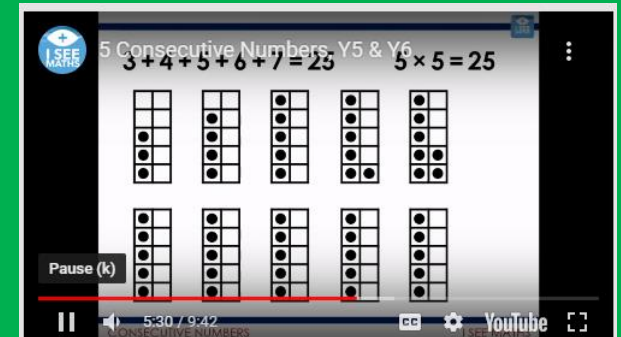 I SEE
MATHS
5 Consecutive Numbers, Y5 & Y6
3 + 4 + 5 + 6 + 7 = 25
5 × 5 = 25
Pause (k)
5:30 / 9:42
CC
YouTube
CONSECUTIVE NUMBERS
I SEE MATHS